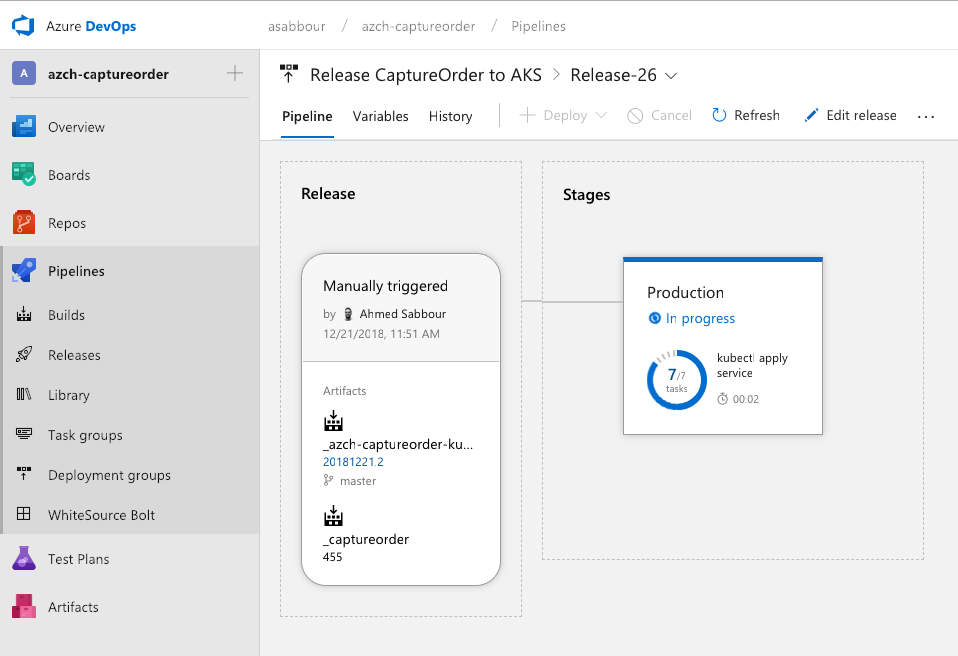 Azure DevOps
asabbour / azch-captureorder / Pipelines
A azch-captureorder
Release CaptureOrder to AKS > Release-26
Pipeline Variables History Deploy Cancel Refresh Edit release ...
Overview
Boards
Repos
Pipelines
Builds
Releases
Library
Task groups
Deployment groups
WhiteSource Bolt
Test Plans
Artifacts
Release
Manually triggered
by Ahmed Sabbour
12/21/2018, 11:51 AM
Artifacts
_azch-captureorder-ku...
20181221.2
master
_captureorder
455
Stages
Production
In progress
7/7
tasks
kubectl apply
service
00:02